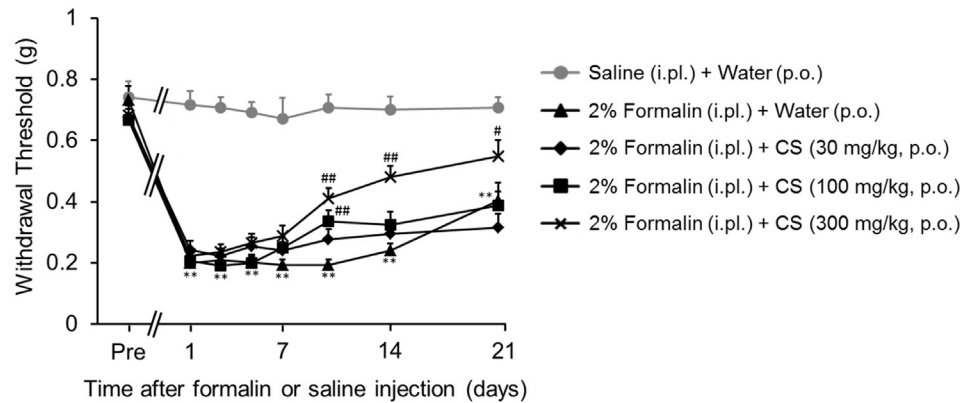 1
0.8
0.6
0.4
0.2
0
Withdrawal Threshold (g)
**
**
**
**
**
**
**
##
##
##
#
Pre
1
7
14
21
Time after formalin or saline injection (days)
Saline (i.pl.) + Water (p.o.)
2% Formalin (i.pl.) + Water (p.o.)
2% Formalin (i.pl.) + CS (30 mg/kg, p.o.)
2% Formalin (i.pl.) + CS (100 mg/kg, p.o.)
2% Formalin (i.pl.) + CS (300 mg/kg, p.o.)